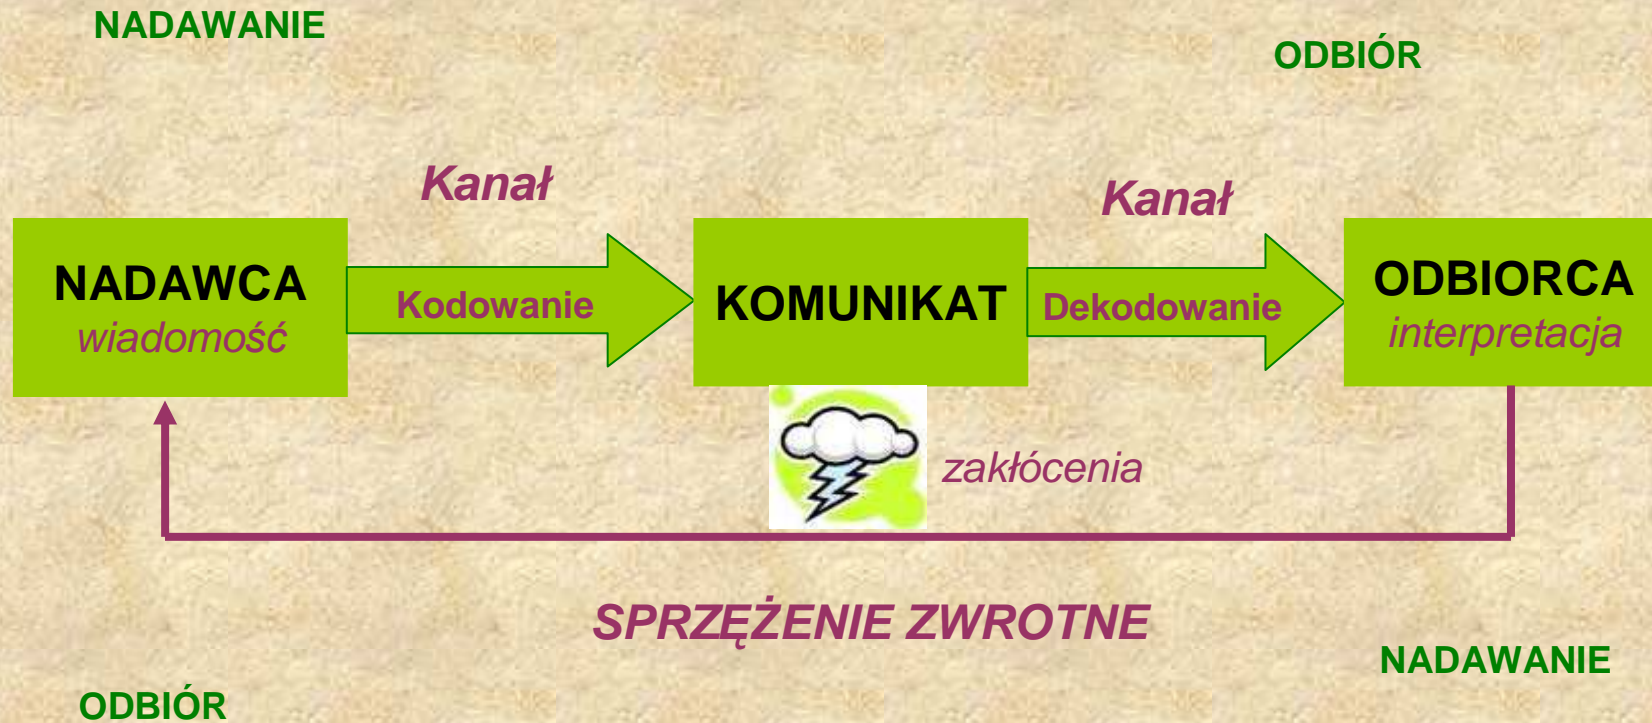 NADAWANIE
ODBIÓR
Kanał
Kanał
NADAWCA
wiadomość
Kodowanie
KOMUNIKAT
Dekodowanie
ODBIORCA
interpretacja
zakłócenia
SPRZĘŻENIE ZWROTNE
NADAWANIE
ODBIÓR